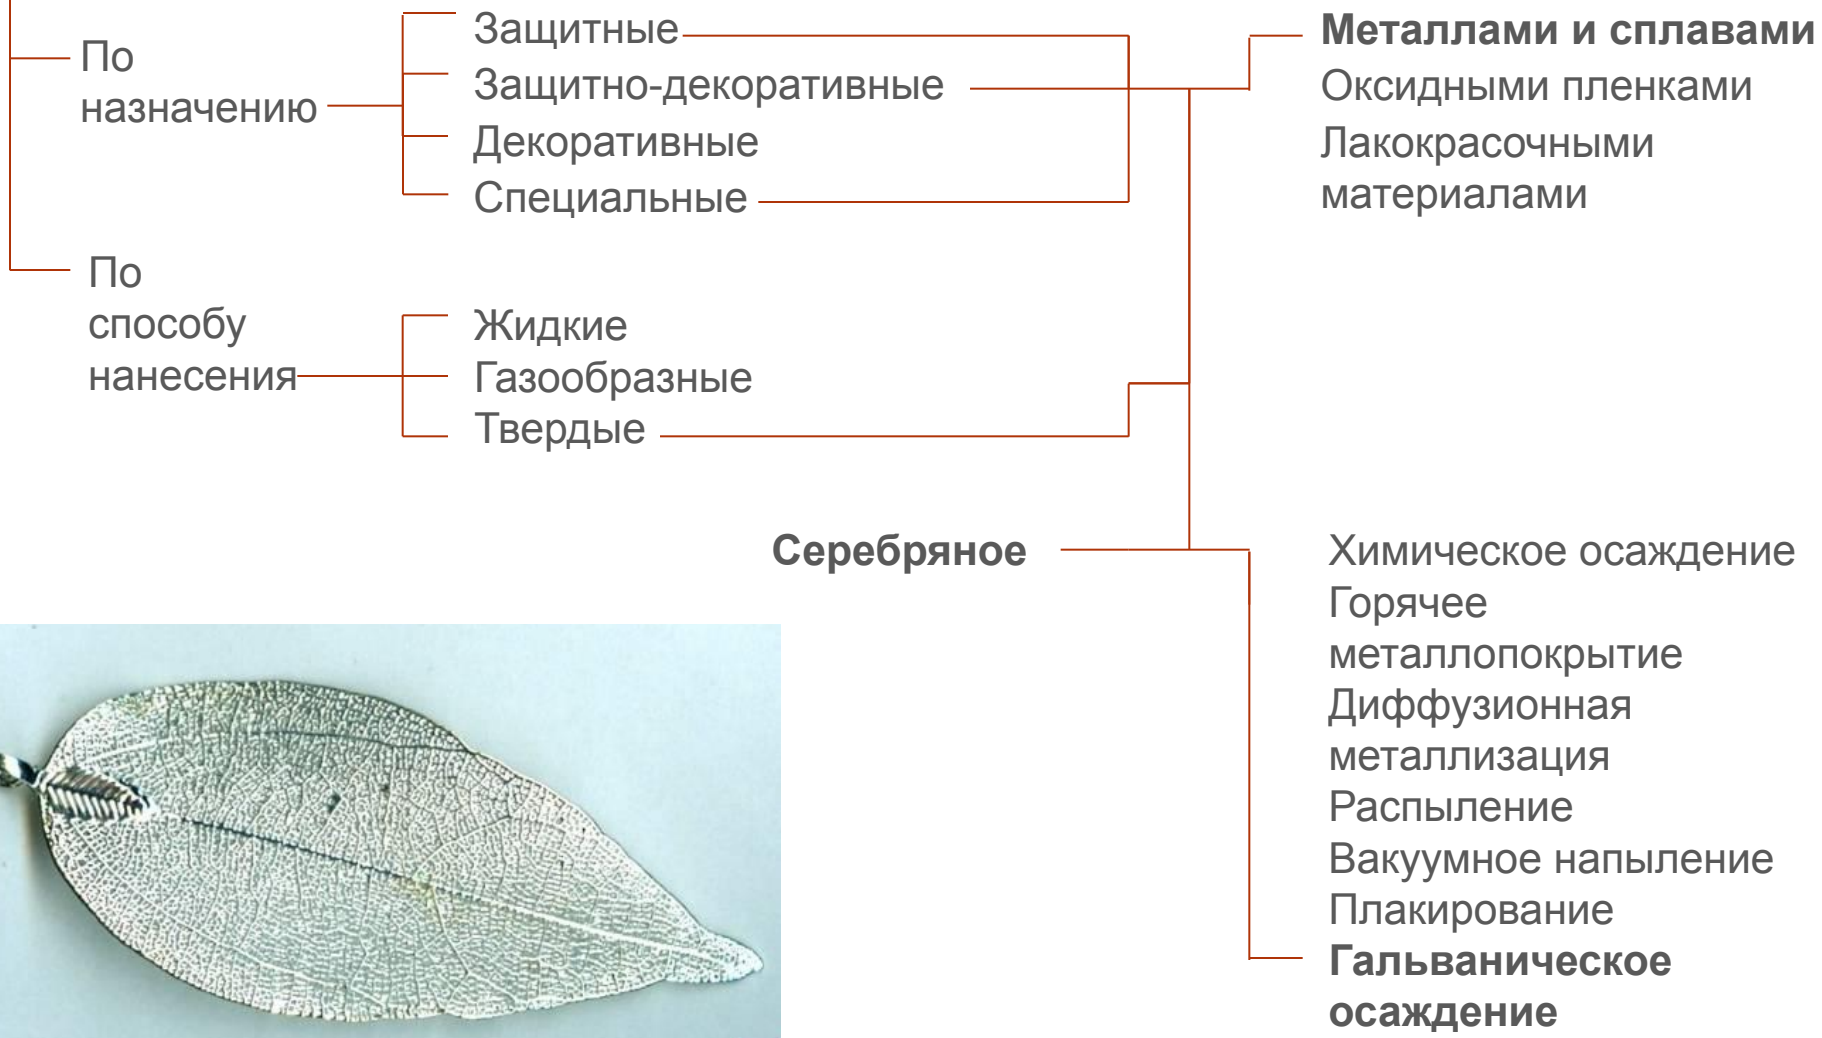 По
назначению
Защитные
Защитно-декоративные
Декоративные
Специальные
Металлами и сплавами
Оксидными пленками
Лакокрасочными
материалами
По
способу
нанесения
Жидкие
Газообразные
Твердые
Серебряное
Химическое осаждение
Горячее
металлопокрытие
Диффузионная
металлизация
Распыление
Вакуумное напыление
Плакирование
Гальваническое
осаждение